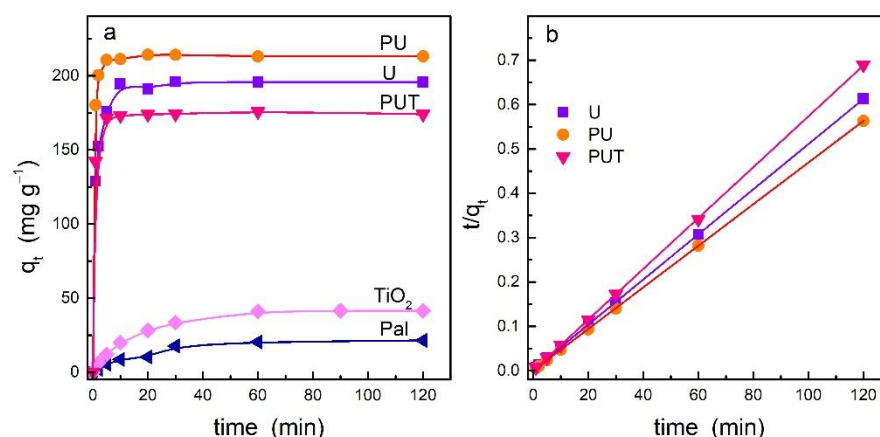 a
PU
U
PUT
TiO₂
Pal
200
150
100
50
0
qₜ (mg g⁻¹)
0 20 40 60 80 100 120
time (min)
b
U
PU
PUT
0.7
0.6
0.5
0.4
0.3
0.2
0.1
0.0
t/qₜ
0 20 40 60 80 100 120
time (min)